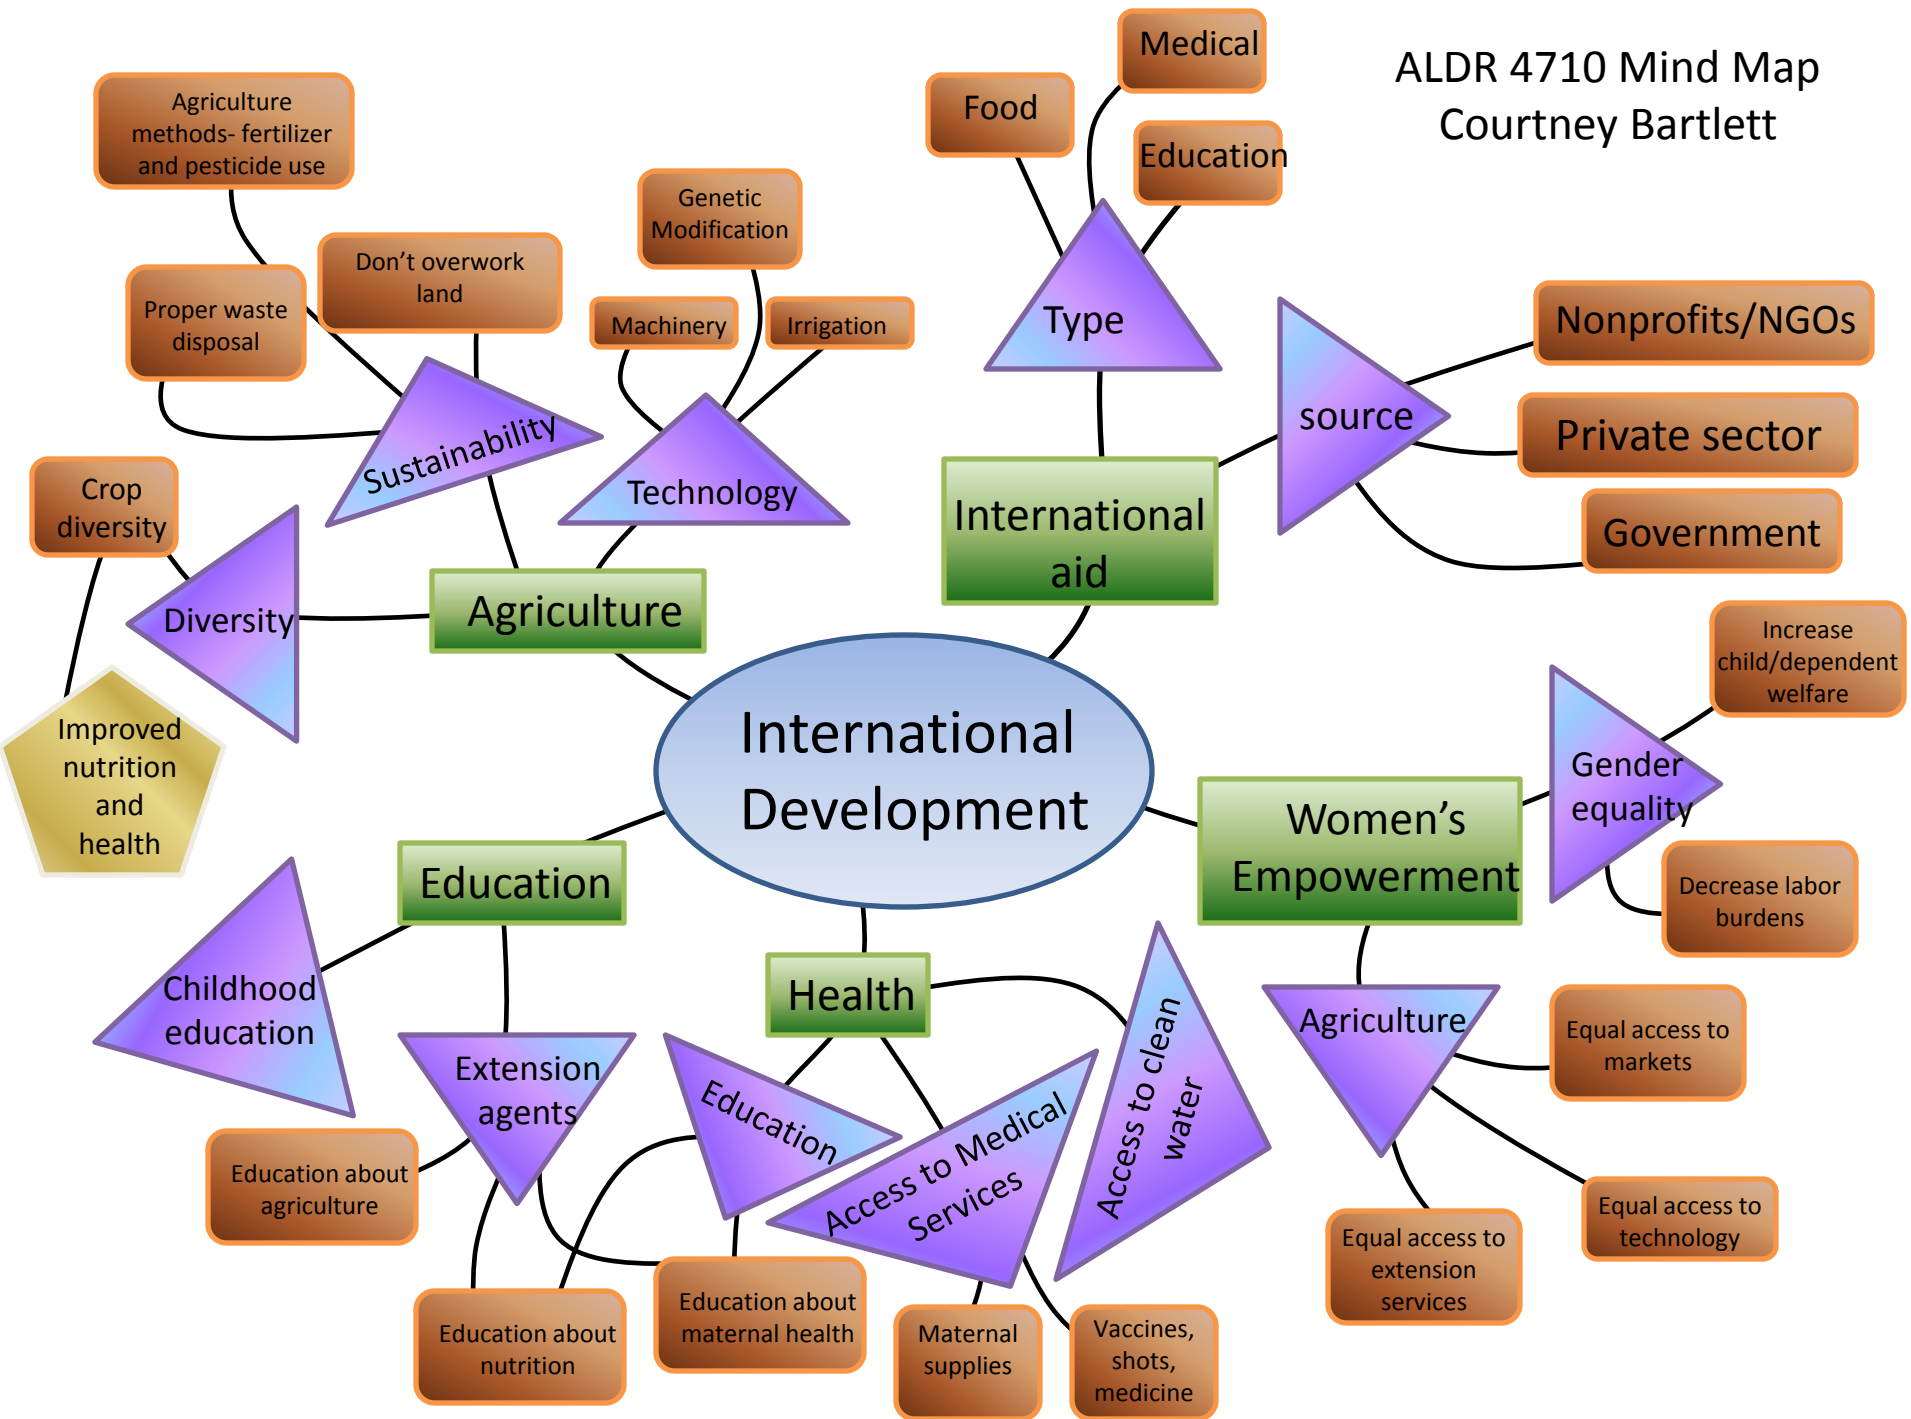 ALDR 4710 Mind Map
Courtney Bartlett
Medical
Food
Education
Type
Agriculture
methods- fertilizer
and pesticide use
Genetic
Modification
Don't overwork
land
Proper waste
disposal
Machinery
Irrigation
Sustainability
Technology
Nonprofits/NGOs
source
Private sector
Government
International
aid
Crop
diversity
Diversity
Agriculture
Improved
nutrition
and
health
International
Development
Increase
child/dependent
welfare
Gender
equality
Women's
Empowerment
Decrease labor
burdens
Education
Childhood
education
Extension
agents
Health
Education
Access to Medical
Services
Access to clean
water
Agriculture
Equal access to
markets
Equal access to
technology
Equal access to
extension
services
Education about
agriculture
Education about
nutrition
Education about
maternal health
Maternal
supplies
Vaccines,
shots,
medicine